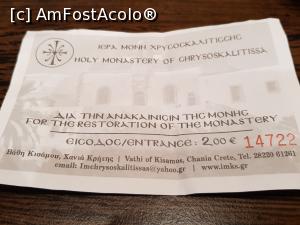 [c] AmFostAcolo®
ΙΕΡΑ ΜΟΝΗ ΧΡΥΣΟΣΚΑΛΙΤΙΣΣΗΣ
HOLY MONASTERY OF CHRYSOSKALITISSA
ΔΙΑ ΤΗΝ ΑΝΑΚΑΙΝΙΣΙΝ ΤΗΣ ΜΟΝΗΣ
FOR THE RESTORATION OF THE MONASTERY
ΕΙΣΟΔΟΣ/ENTRANCE: 2,00 € 14722
Βάθη Κισάμου, Χανιά Κρήτης | Vathi of Kisamos, Chania Crete, Tel. 28220 61261
email: Imchrysoskalitissas@yahoo.gr | www.imks.gr